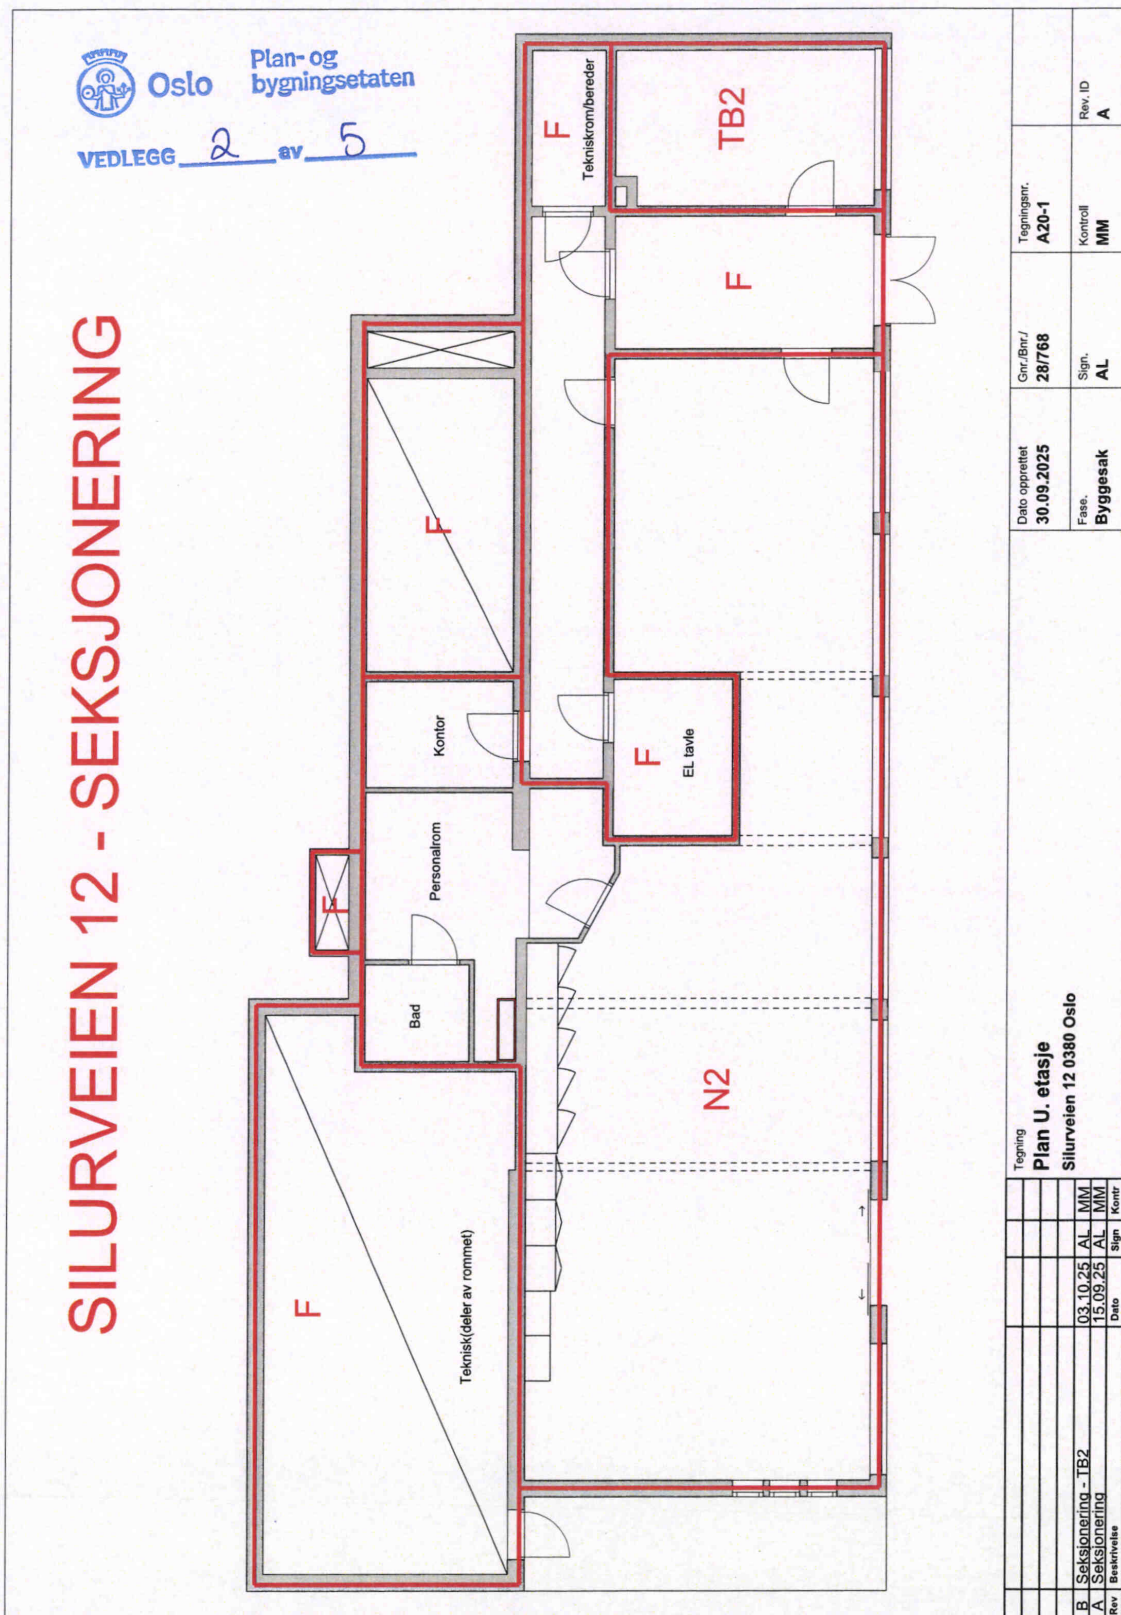 Oslo
Plan- og
bygningsetaten
VEDLEGG 2 av 5
SILURVEIEN 12 - SEKSJONERING
F
Teknisk(deler av rommet)
F
Bad
Personalrom
Kontor
F
F
Tekniskrom/bereder
TB2
F
F
EL tavle
N2
B Seksjonering - TB2 03.10.25 AL MM
A Seksjonering 15.09.25 AL MM
Rev Beskrivelse Dato Sign Kontr
Tegning
Plan U. etasje
Silurveien 12 0380 Oslo
Dato opprettet
30.09.2025
Gnr./Bnr./
28/768
Tegningsnr.
A20-1
Fase.
Byggesak
Sign.
AL
Kontroll
MM
Rev. ID
A